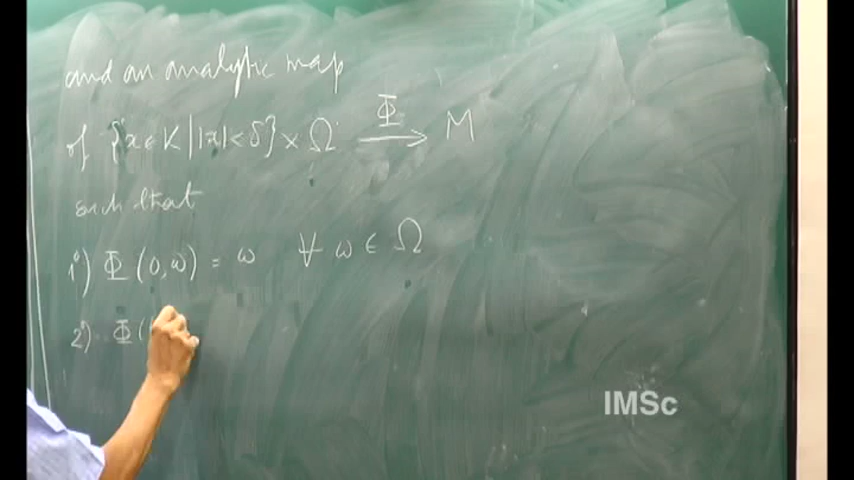 and an analytic map
of {x ∈ K | |x| < δ} × Ω —Φ→ M
such that
1°) Φ (0, ω) = ω ∀ ω ∈ Ω
2°) Φ (
IMSc